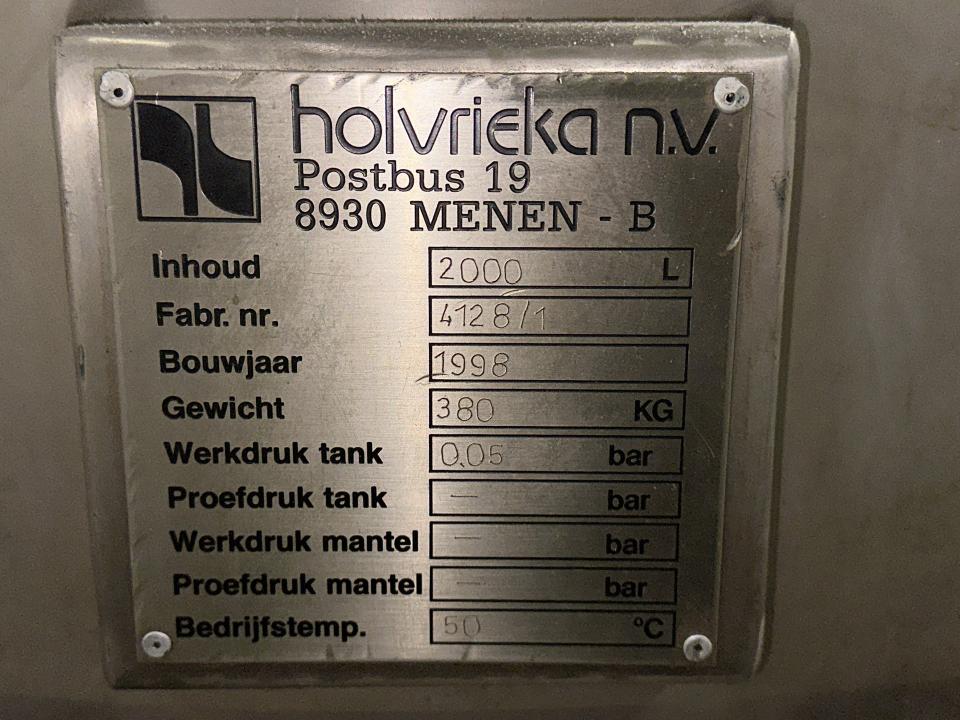 holvrieka n.v.
Postbus 19
8930 MENEN - B
Inhoud 2000 L
Fabr. nr. 4128/1
Bouwjaar 1998
Gewicht 380 KG
Werkdruk tank 0,05 bar
Proefdruk tank — bar
Werkdruk mantel — bar
Proefdruk mantel — bar
Bedrijfstemp. 50 °C